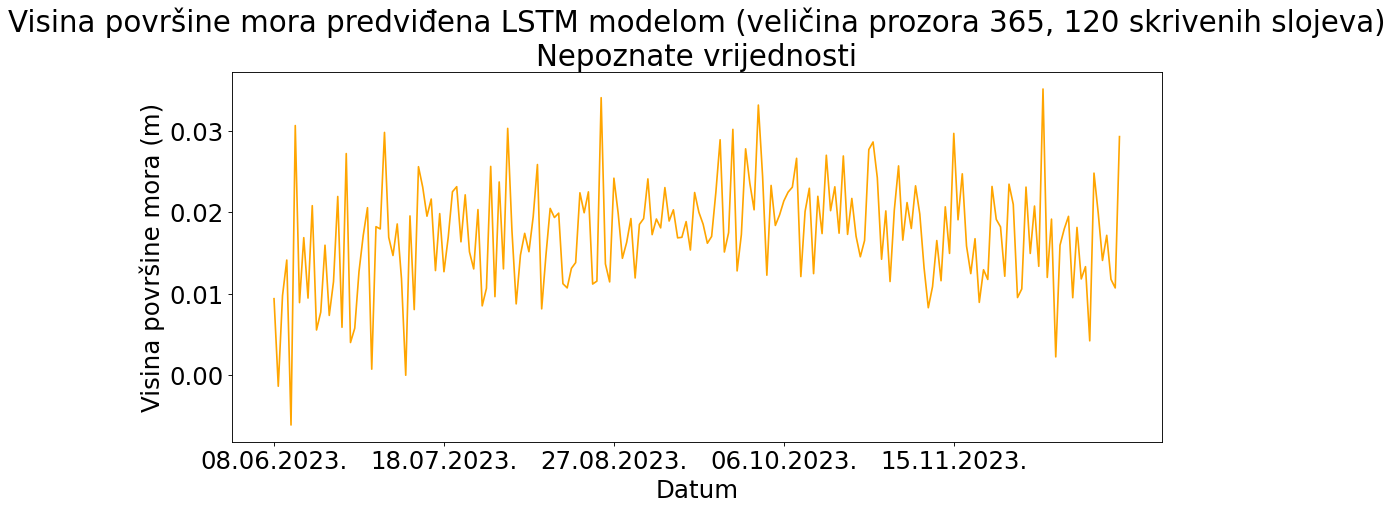 Visina površine mora predviđena LSTM modelom (veličina prozora 365, 120 skrivenih slojeva)
Nepoznate vrijednosti
Visina površine mora (m)
0.03
0.02
0.01
0.00
08.06.2023. 18.07.2023. 27.08.2023. 06.10.2023. 15.11.2023.
Datum